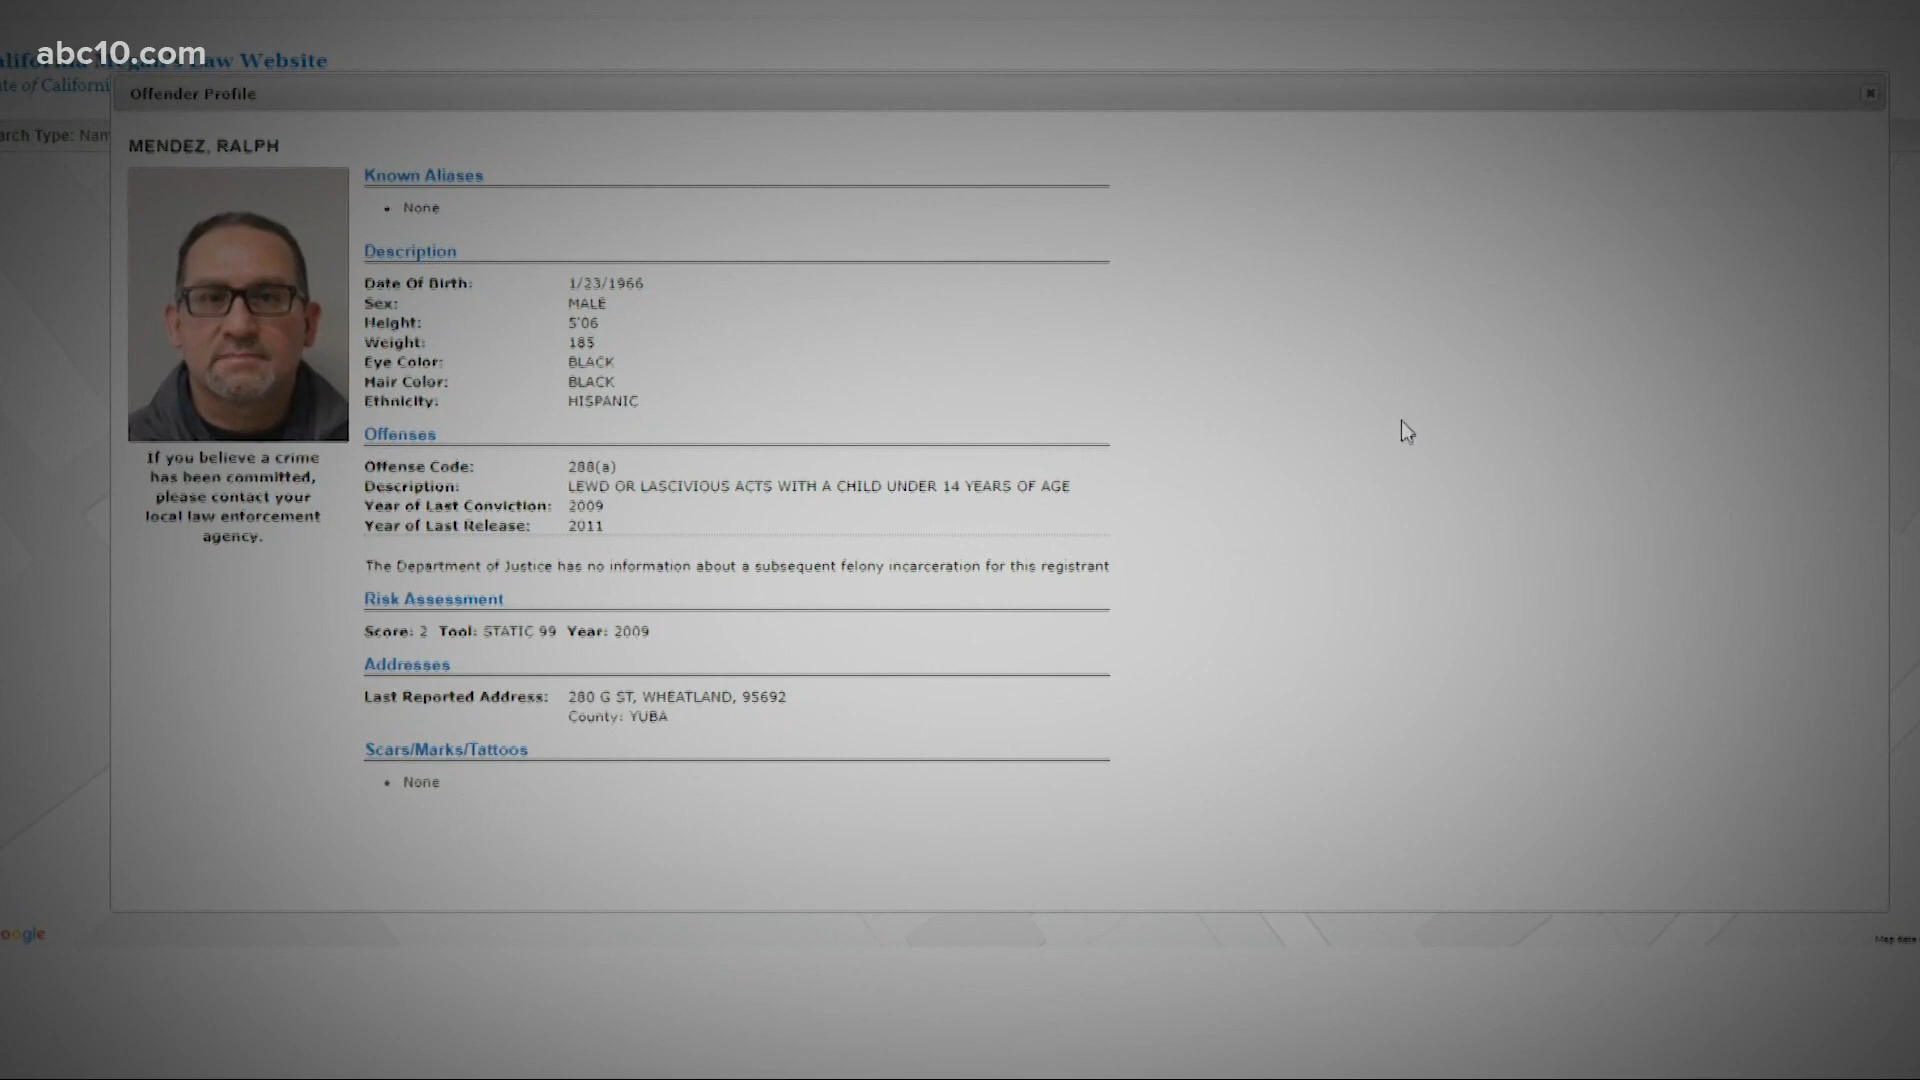 abc10.com
Law Website
Offender Profile
MENDEZ, RALPH
Known Aliases
None
Description
Date Of Birth: 1/23/1966
Sex: MALE
Height: 5'06
Weight: 185
Eye Color: BLACK
Hair Color: BLACK
Ethnicity: HISPANIC
If you believe a crime
has been committed,
please contact your
local law enforcement
agency.
Offenses
Offense Code: 288(a)
Description: LEWD OR LASCIVIOUS ACTS WITH A CHILD UNDER 14 YEARS OF AGE
Year of Last Conviction: 2009
Year of Last Release: 2011
The Department of Justice has no information about a subsequent felony incarceration for this registrant
Risk Assessment
Score: 2 Tool: STATIC 99 Year: 2009
Addresses
Last Reported Address: 280 G ST, WHEATLAND, 95692
County: YUBA
Scars/Marks/Tattoos
None
oogle
Map data